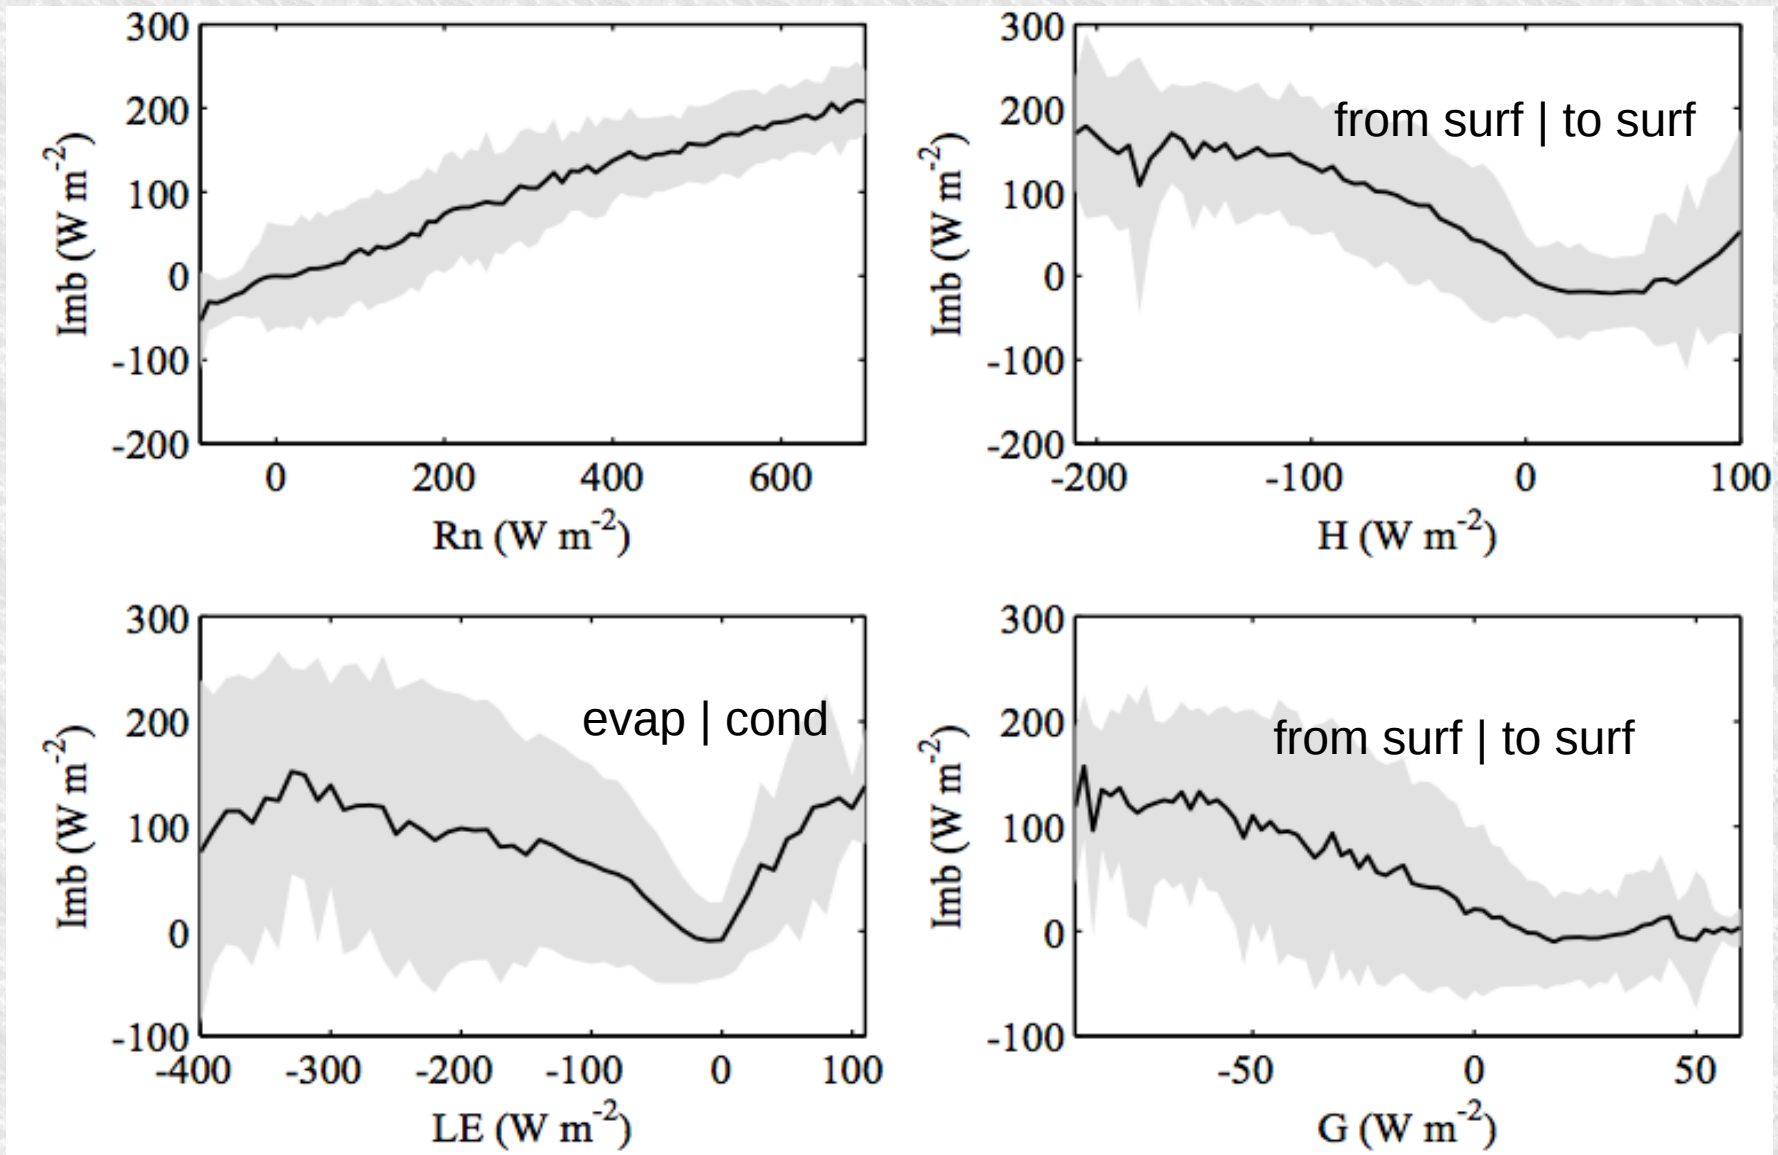 300
200
100
0
-100
-200
Imb (W m-2)
0 200 400 600
Rn (W m-2)
300
200
100
0
-100
-200
Imb (W m-2)
from surf | to surf
-200 -100 0 100
H (W m-2)
300
200
100
0
-100
Imb (W m-2)
evap | cond
-400 -300 -200 -100 0 100
LE (W m-2)
300
200
100
0
-100
Imb (W m-2)
from surf | to surf
-50 0 50
G (W m-2)